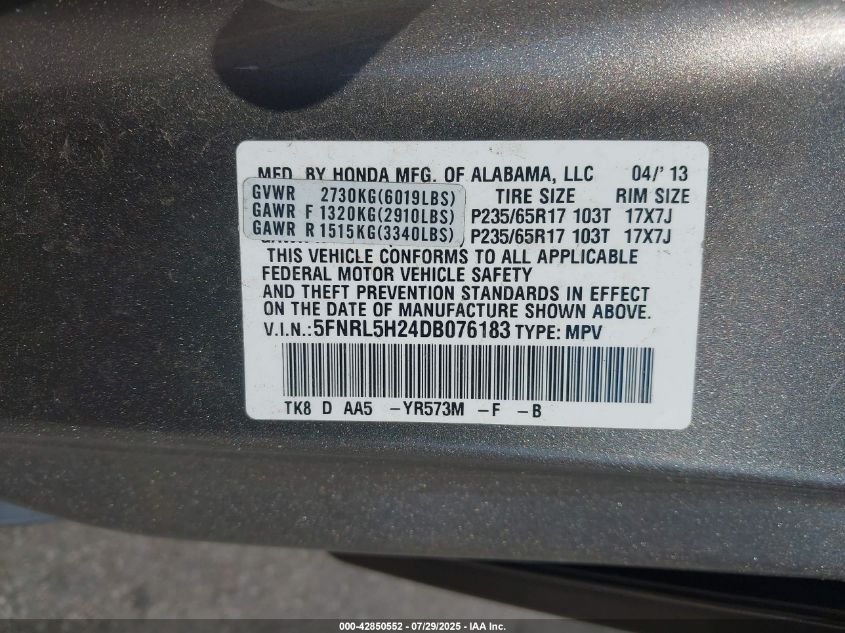 MFD. BY HONDA MFG. OF ALABAMA, LLC 04/' 13
GVWR 2730KG(6019LBS) TIRE SIZE RIM SIZE
GAWR F 1320KG(2910LBS) P235/65R17 103T 17X7J
GAWR R 1515KG(3340LBS) P235/65R17 103T 17X7J
THIS VEHICLE CONFORMS TO ALL APPLICABLE
FEDERAL MOTOR VEHICLE SAFETY
AND THEFT PREVENTION STANDARDS IN EFFECT
ON THE DATE OF MANUFACTURE SHOWN ABOVE.
V.I.N.:5FNRL5H24DB076183 TYPE: MPV
TK8 D AA5 -YR573M -F -B
000-42850552 - 07/29/2025 - IAA Inc.